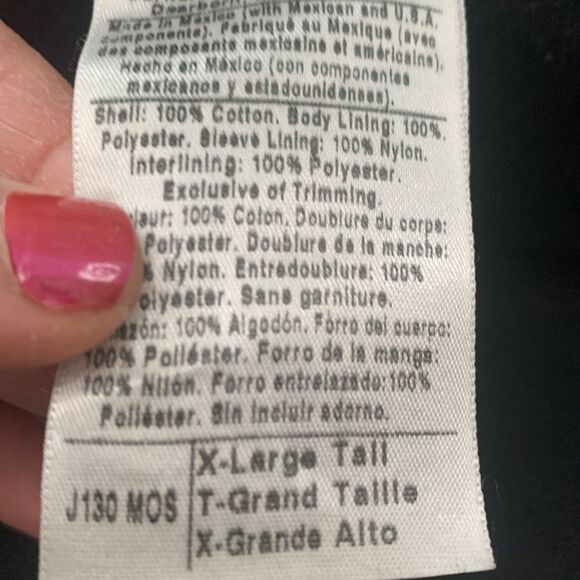 Dearborn
Made in Mexico (with Mexican and U.S.A.
components). Fabriqué au Mexique (avec
des composants mexicains et américains).
Hecho en México (con componentes
mexicanos y estadounidenses).
Shell: 100% Cotton. Body Lining: 100%.
Polyester. Sleeve Lining: 100% Nylon.
Interlining: 100% Polyester.
Exclusive of Trimming.
ieur: 100% Coton. Doublure du corps:
Polyester. Doublure de la manche:
% Nylon. Entredoublure: 100%
olyester. Sans garniture.
azón: 100% Algodón. Forro del cuerpo:
100% Poliéster. Forro de la manga:
100% Nilón. Forro entrelazado:100%
Poliéster. Sin incluir adorno.
J130 MOS
X-Large Tall
T-Grand Taille
X-Grande Alto